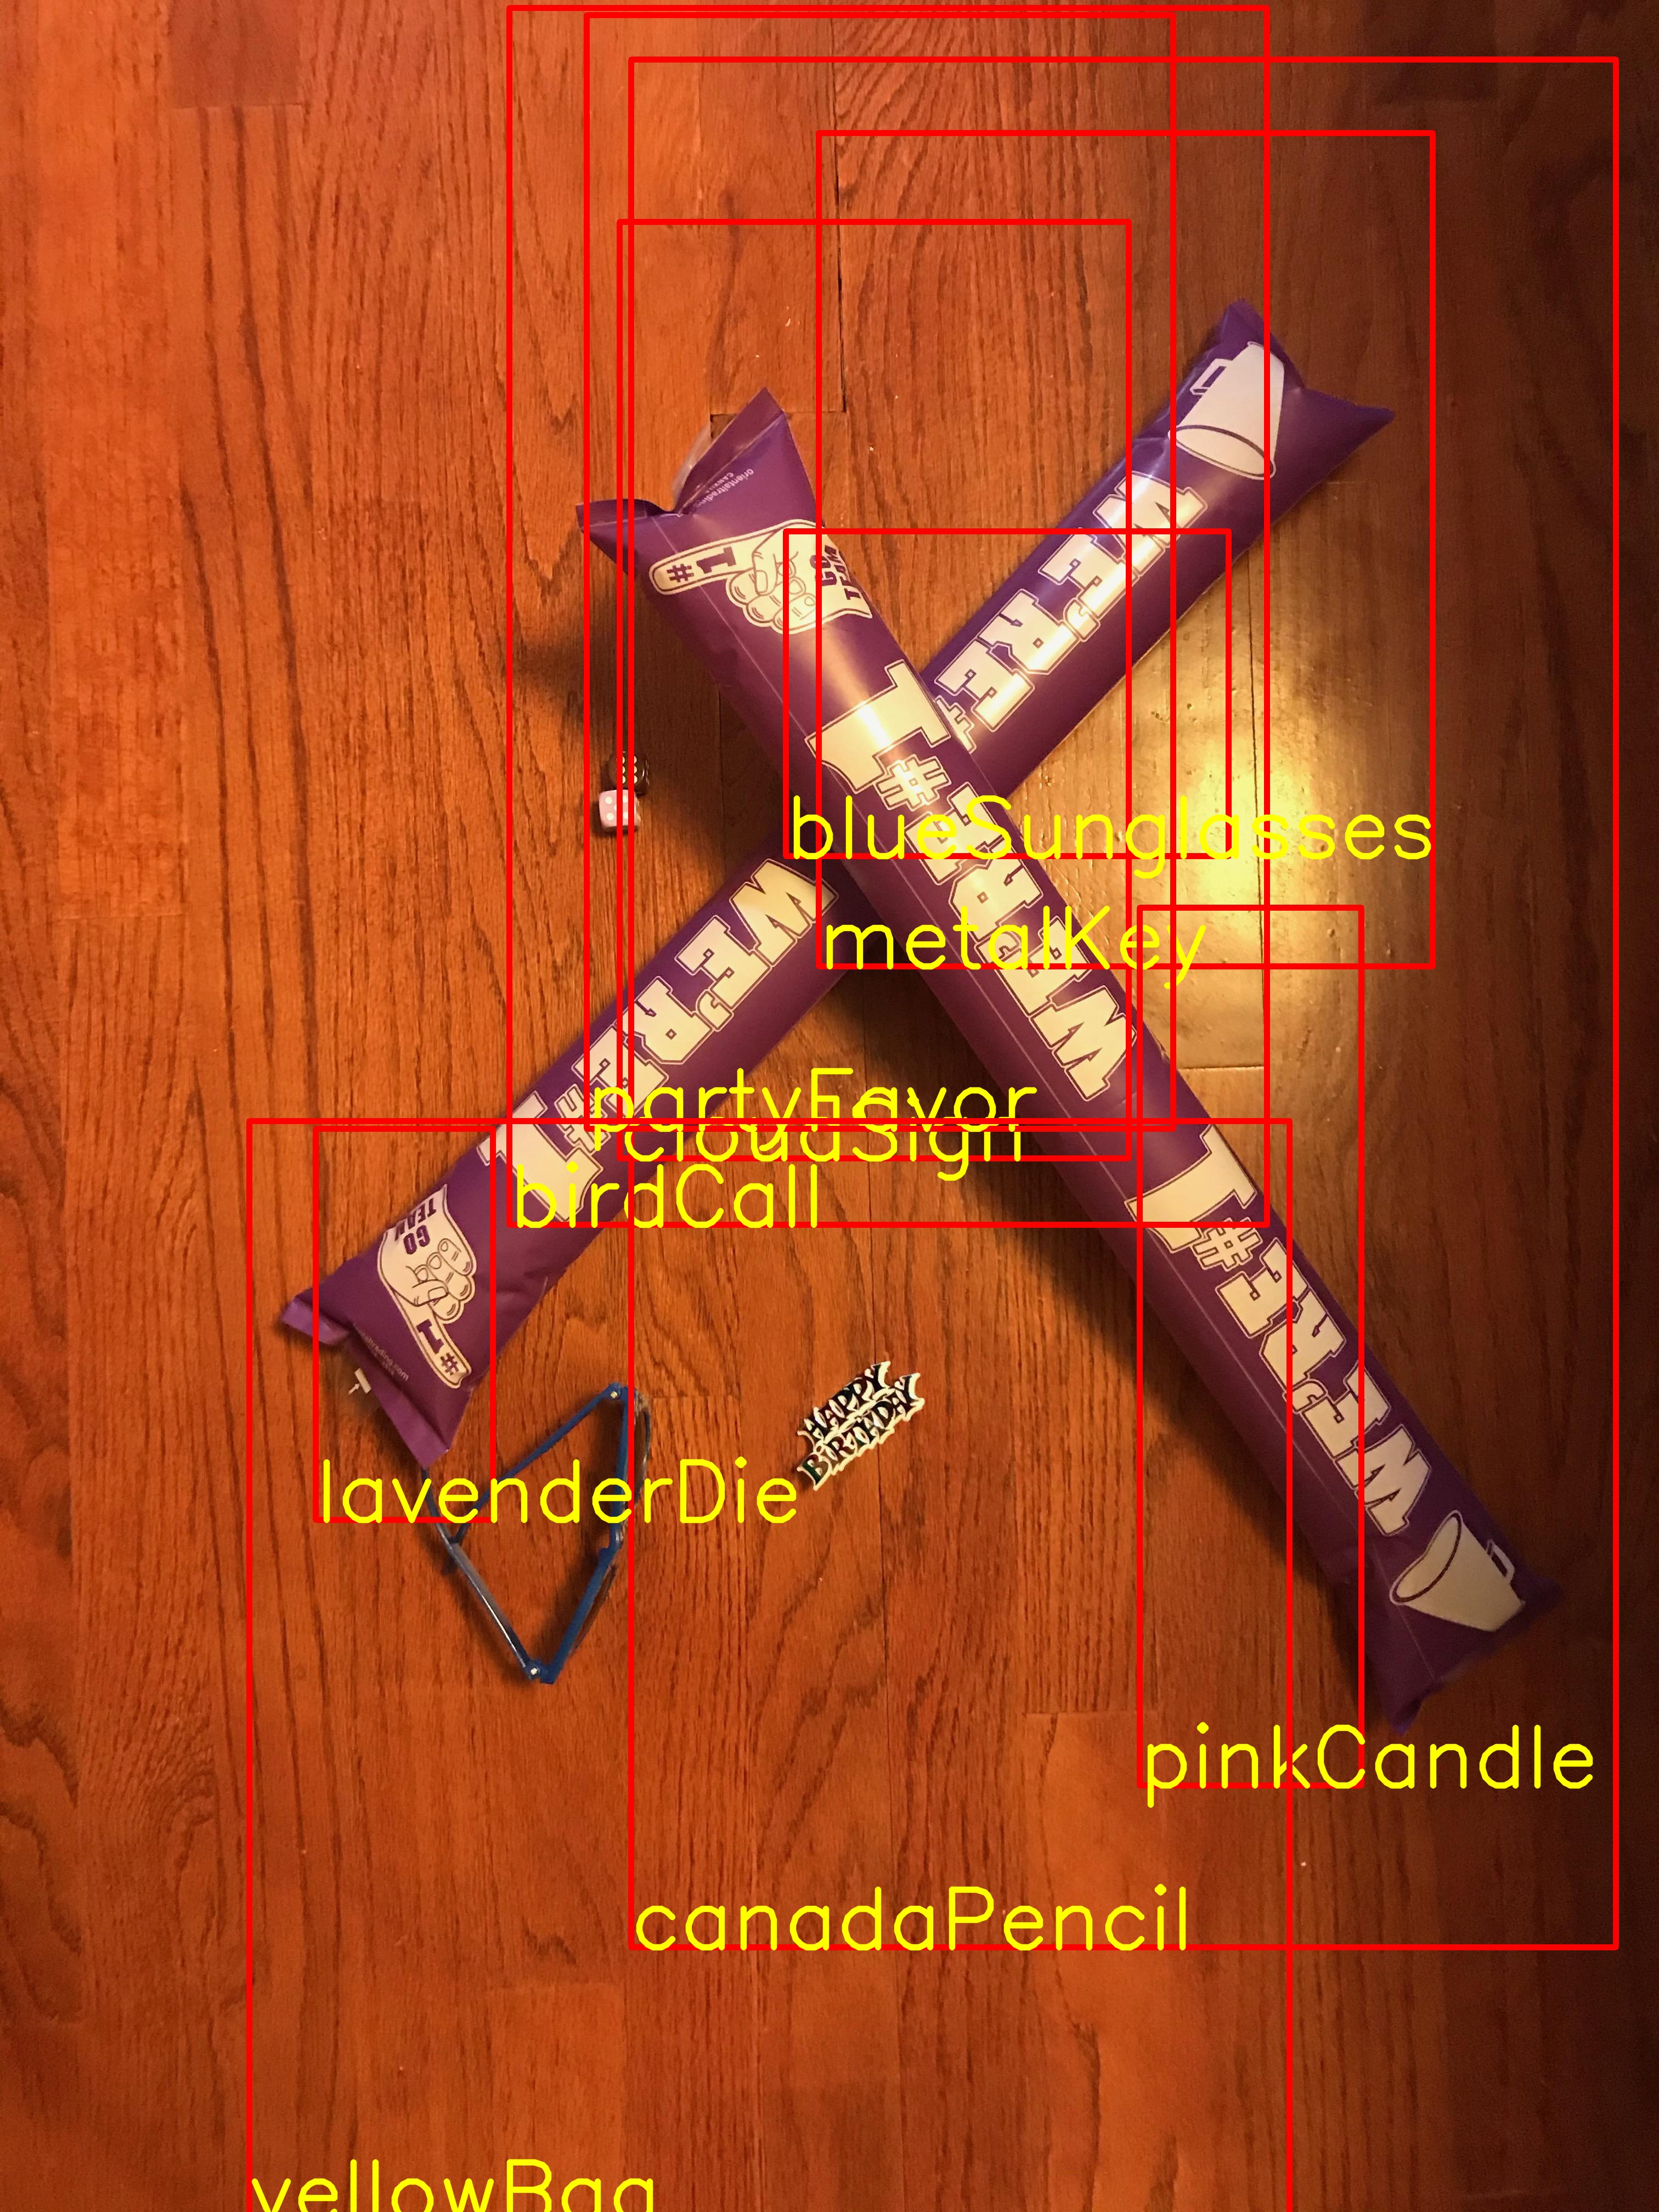 WE'RE
#
orientaltrading
#1
GO
TEAM
WE'RE
#1
blueSunglasses
WE'RE
#1
metalKey
partyFavor
cloudSign
birdCall
GO
TEAM
#1
WE'RE
#1
HAPPY
BIRTHDAY
lavenderDie
pinkCandle
canadaPencil
yellowBag